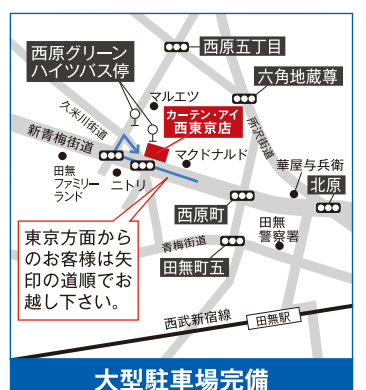 西原グリーン
ハイツバス停
西原五丁目
六角地蔵尊
マルエツ
久米川街道
カーテン・アイ
西東京店
所沢街道
新青梅街道
マクドナルド
田無
ファミリー
ランド
ニトリ
華屋与兵衛
北原
西原町
田無
警察署
青梅街道
田無町五
東京方面から
のお客様は矢
印の道順でお
越し下さい。
西武新宿線
田無駅
大型駐車場完備